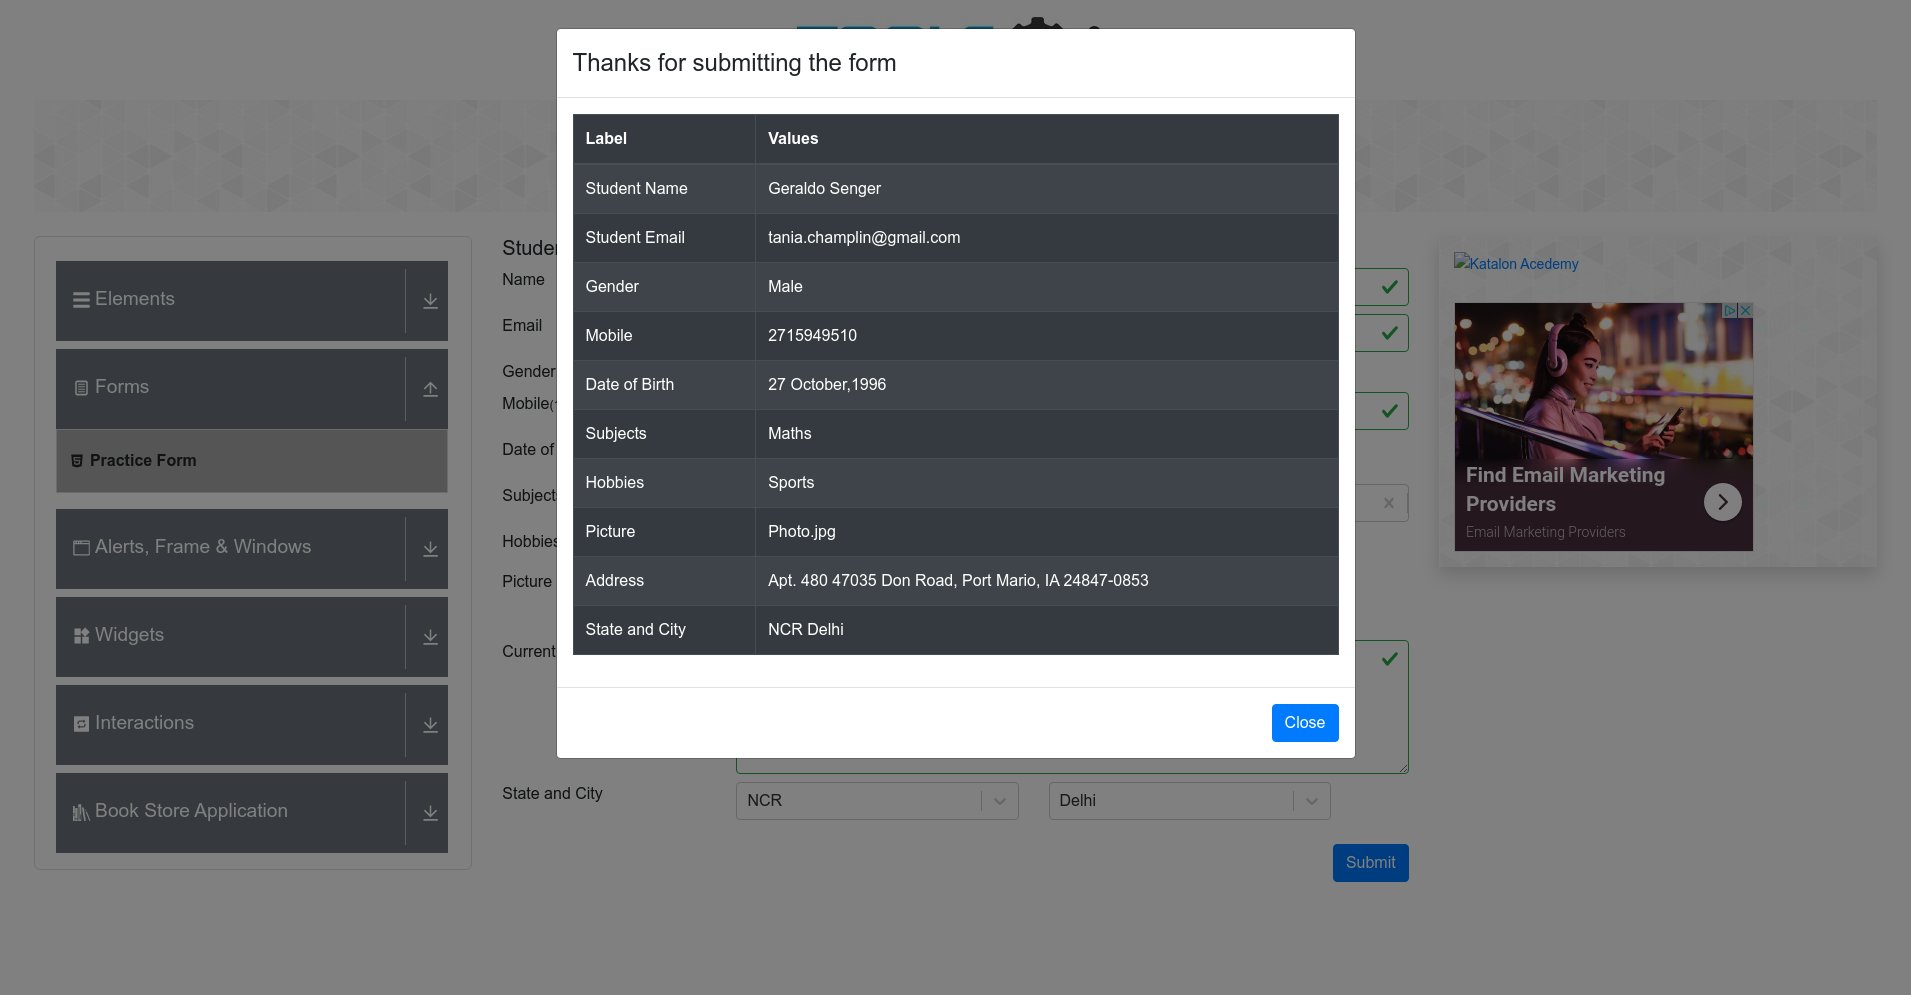 Thanks for submitting the form
Label Values
Student Name Geraldo Senger
Student Email tania.champlin@gmail.com
Gender Male
Mobile 2715949510
Date of Birth 27 October,1996
Subjects Maths
Hobbies Sports
Picture Photo.jpg
Address Apt. 480 47035 Don Road, Port Mario, IA 24847-0853
State and City NCR Delhi
Close
Elements
Forms
Practice Form
Alerts, Frame & Windows
Widgets
Interactions
Book Store Application
Name
Email
Gender
Mobile
Date of
Hobbies
Picture
Current
State and City NCR Delhi
Submit
Katalon Acedemy
Find Email Marketing
Providers
Email Marketing Providers